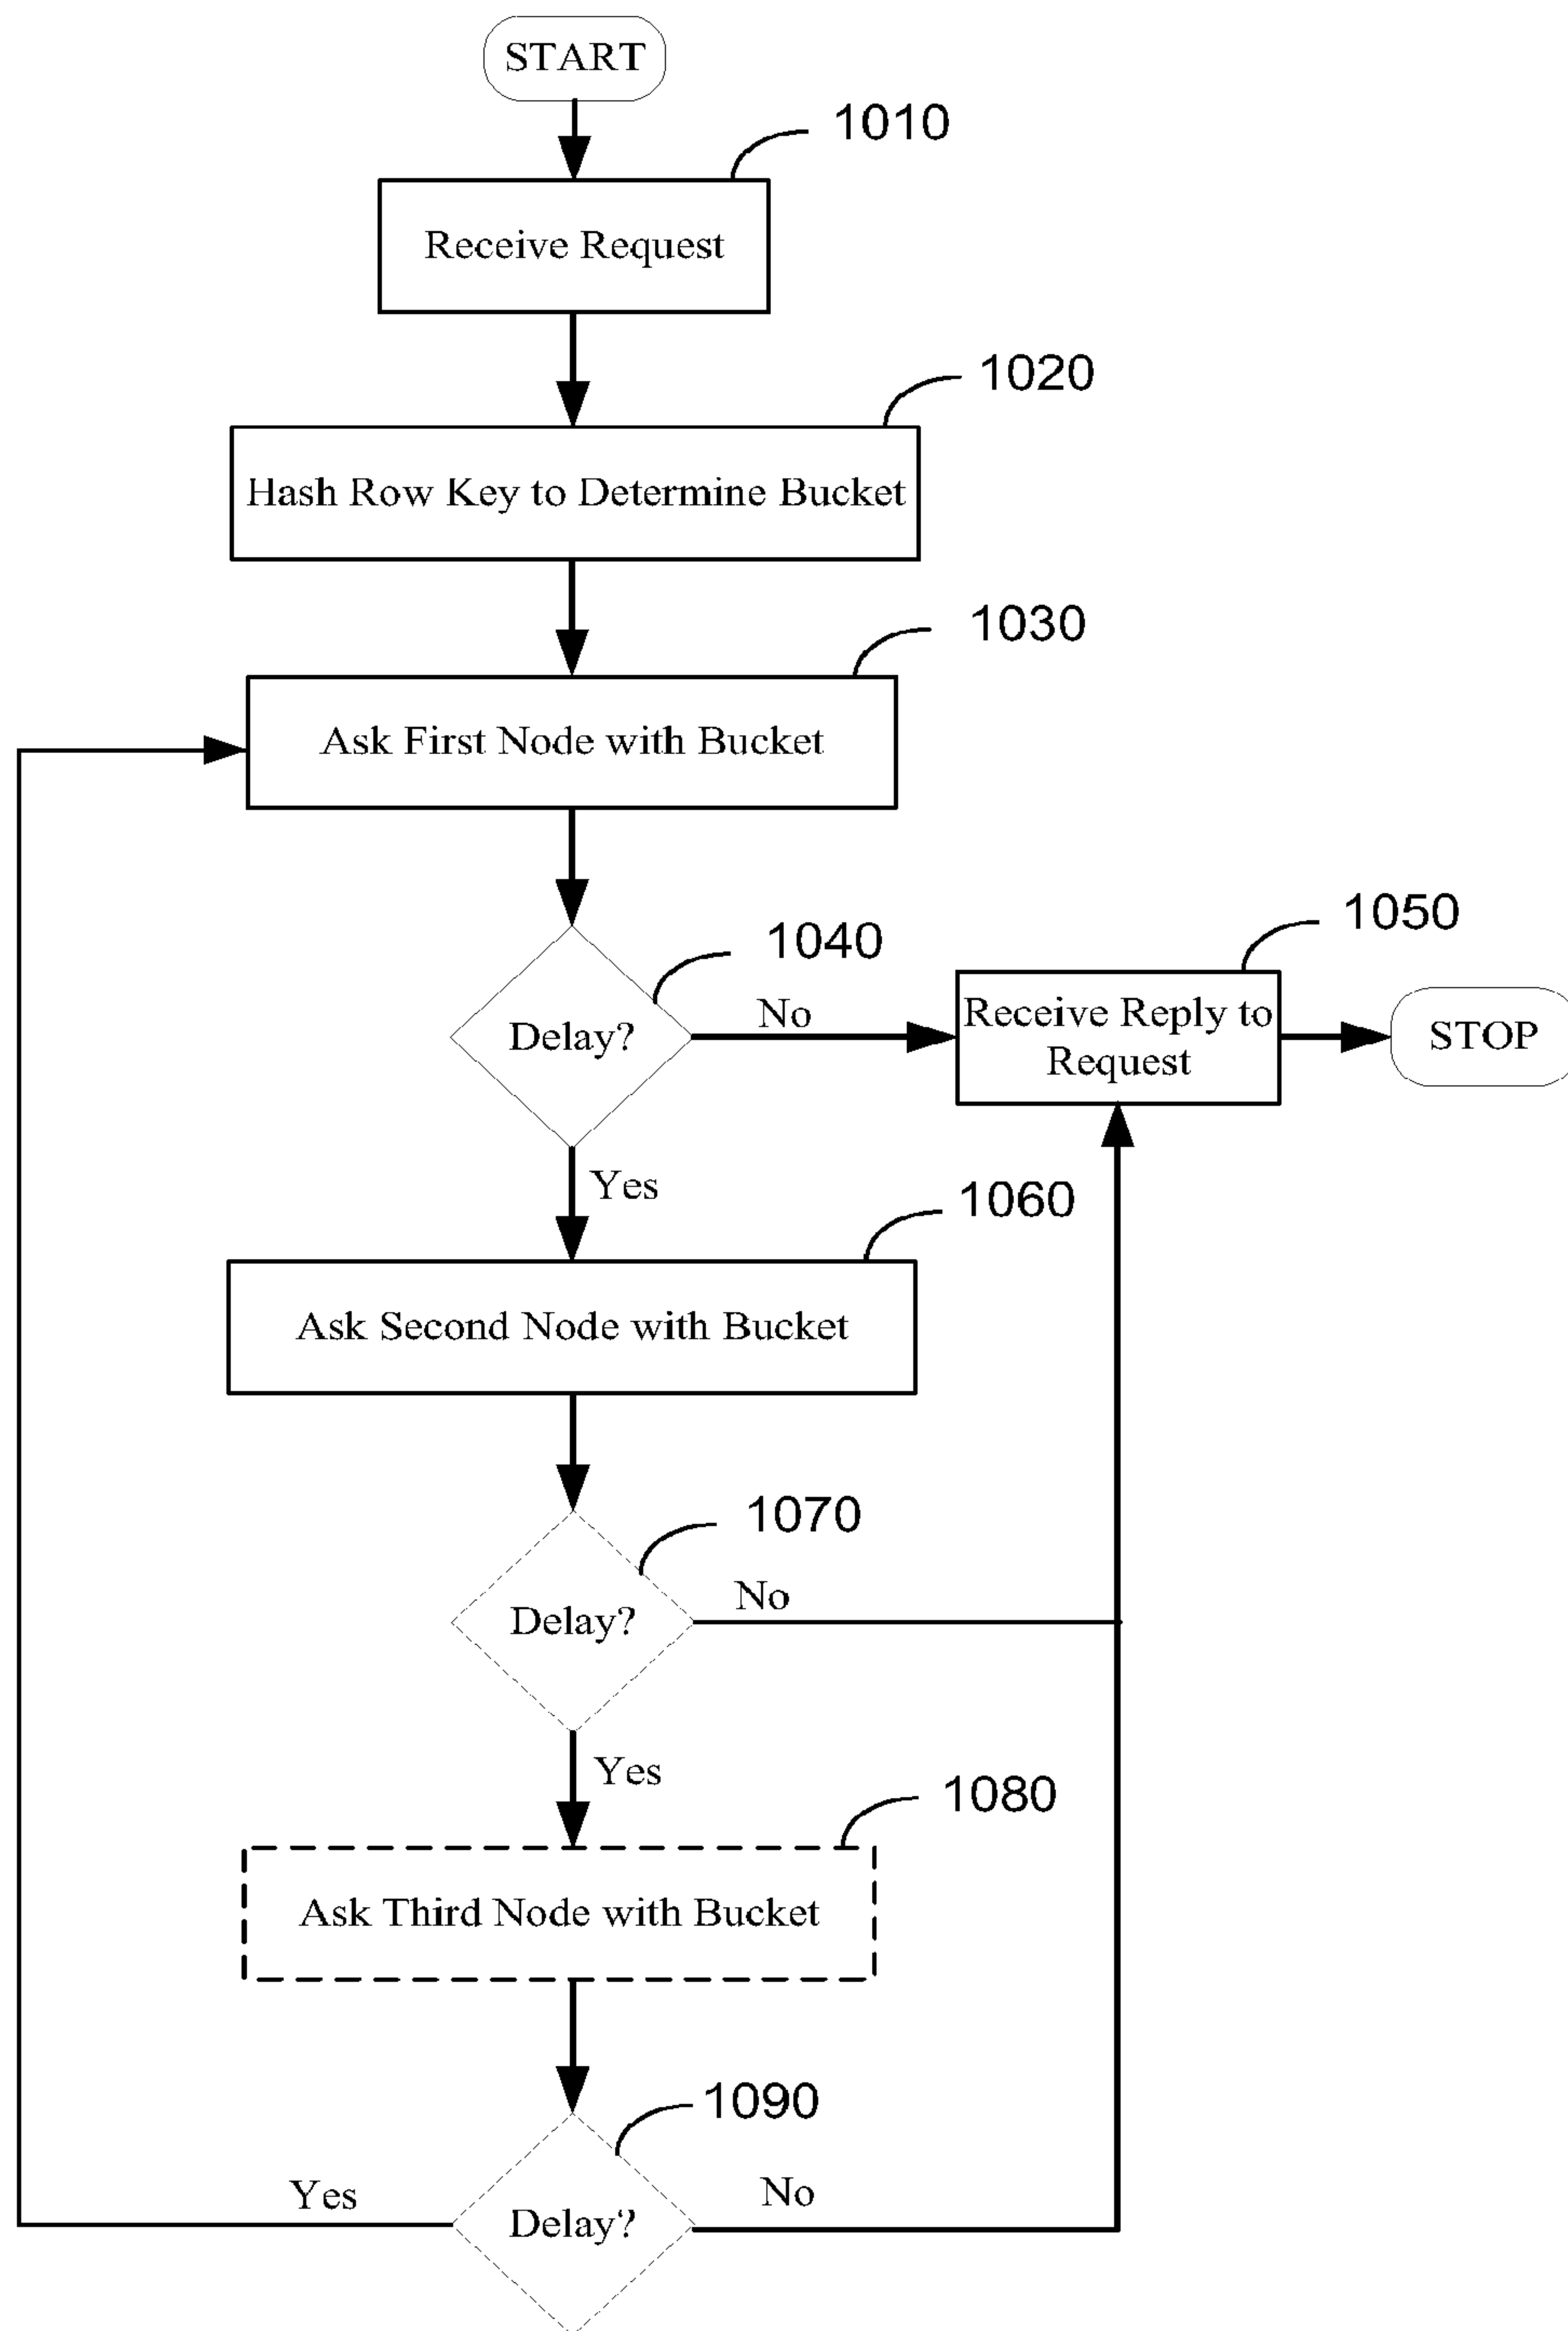 START
1010
Receive Request
1020
Hash Row Key to Determine Bucket
1030
Ask First Node with Bucket
1040
Delay?
No
1050
Receive Reply to
Request
STOP
Yes
1060
Ask Second Node with Bucket
1070
Delay?
No
Yes
1080
Ask Third Node with Bucket
1090
Yes
Delay?
No